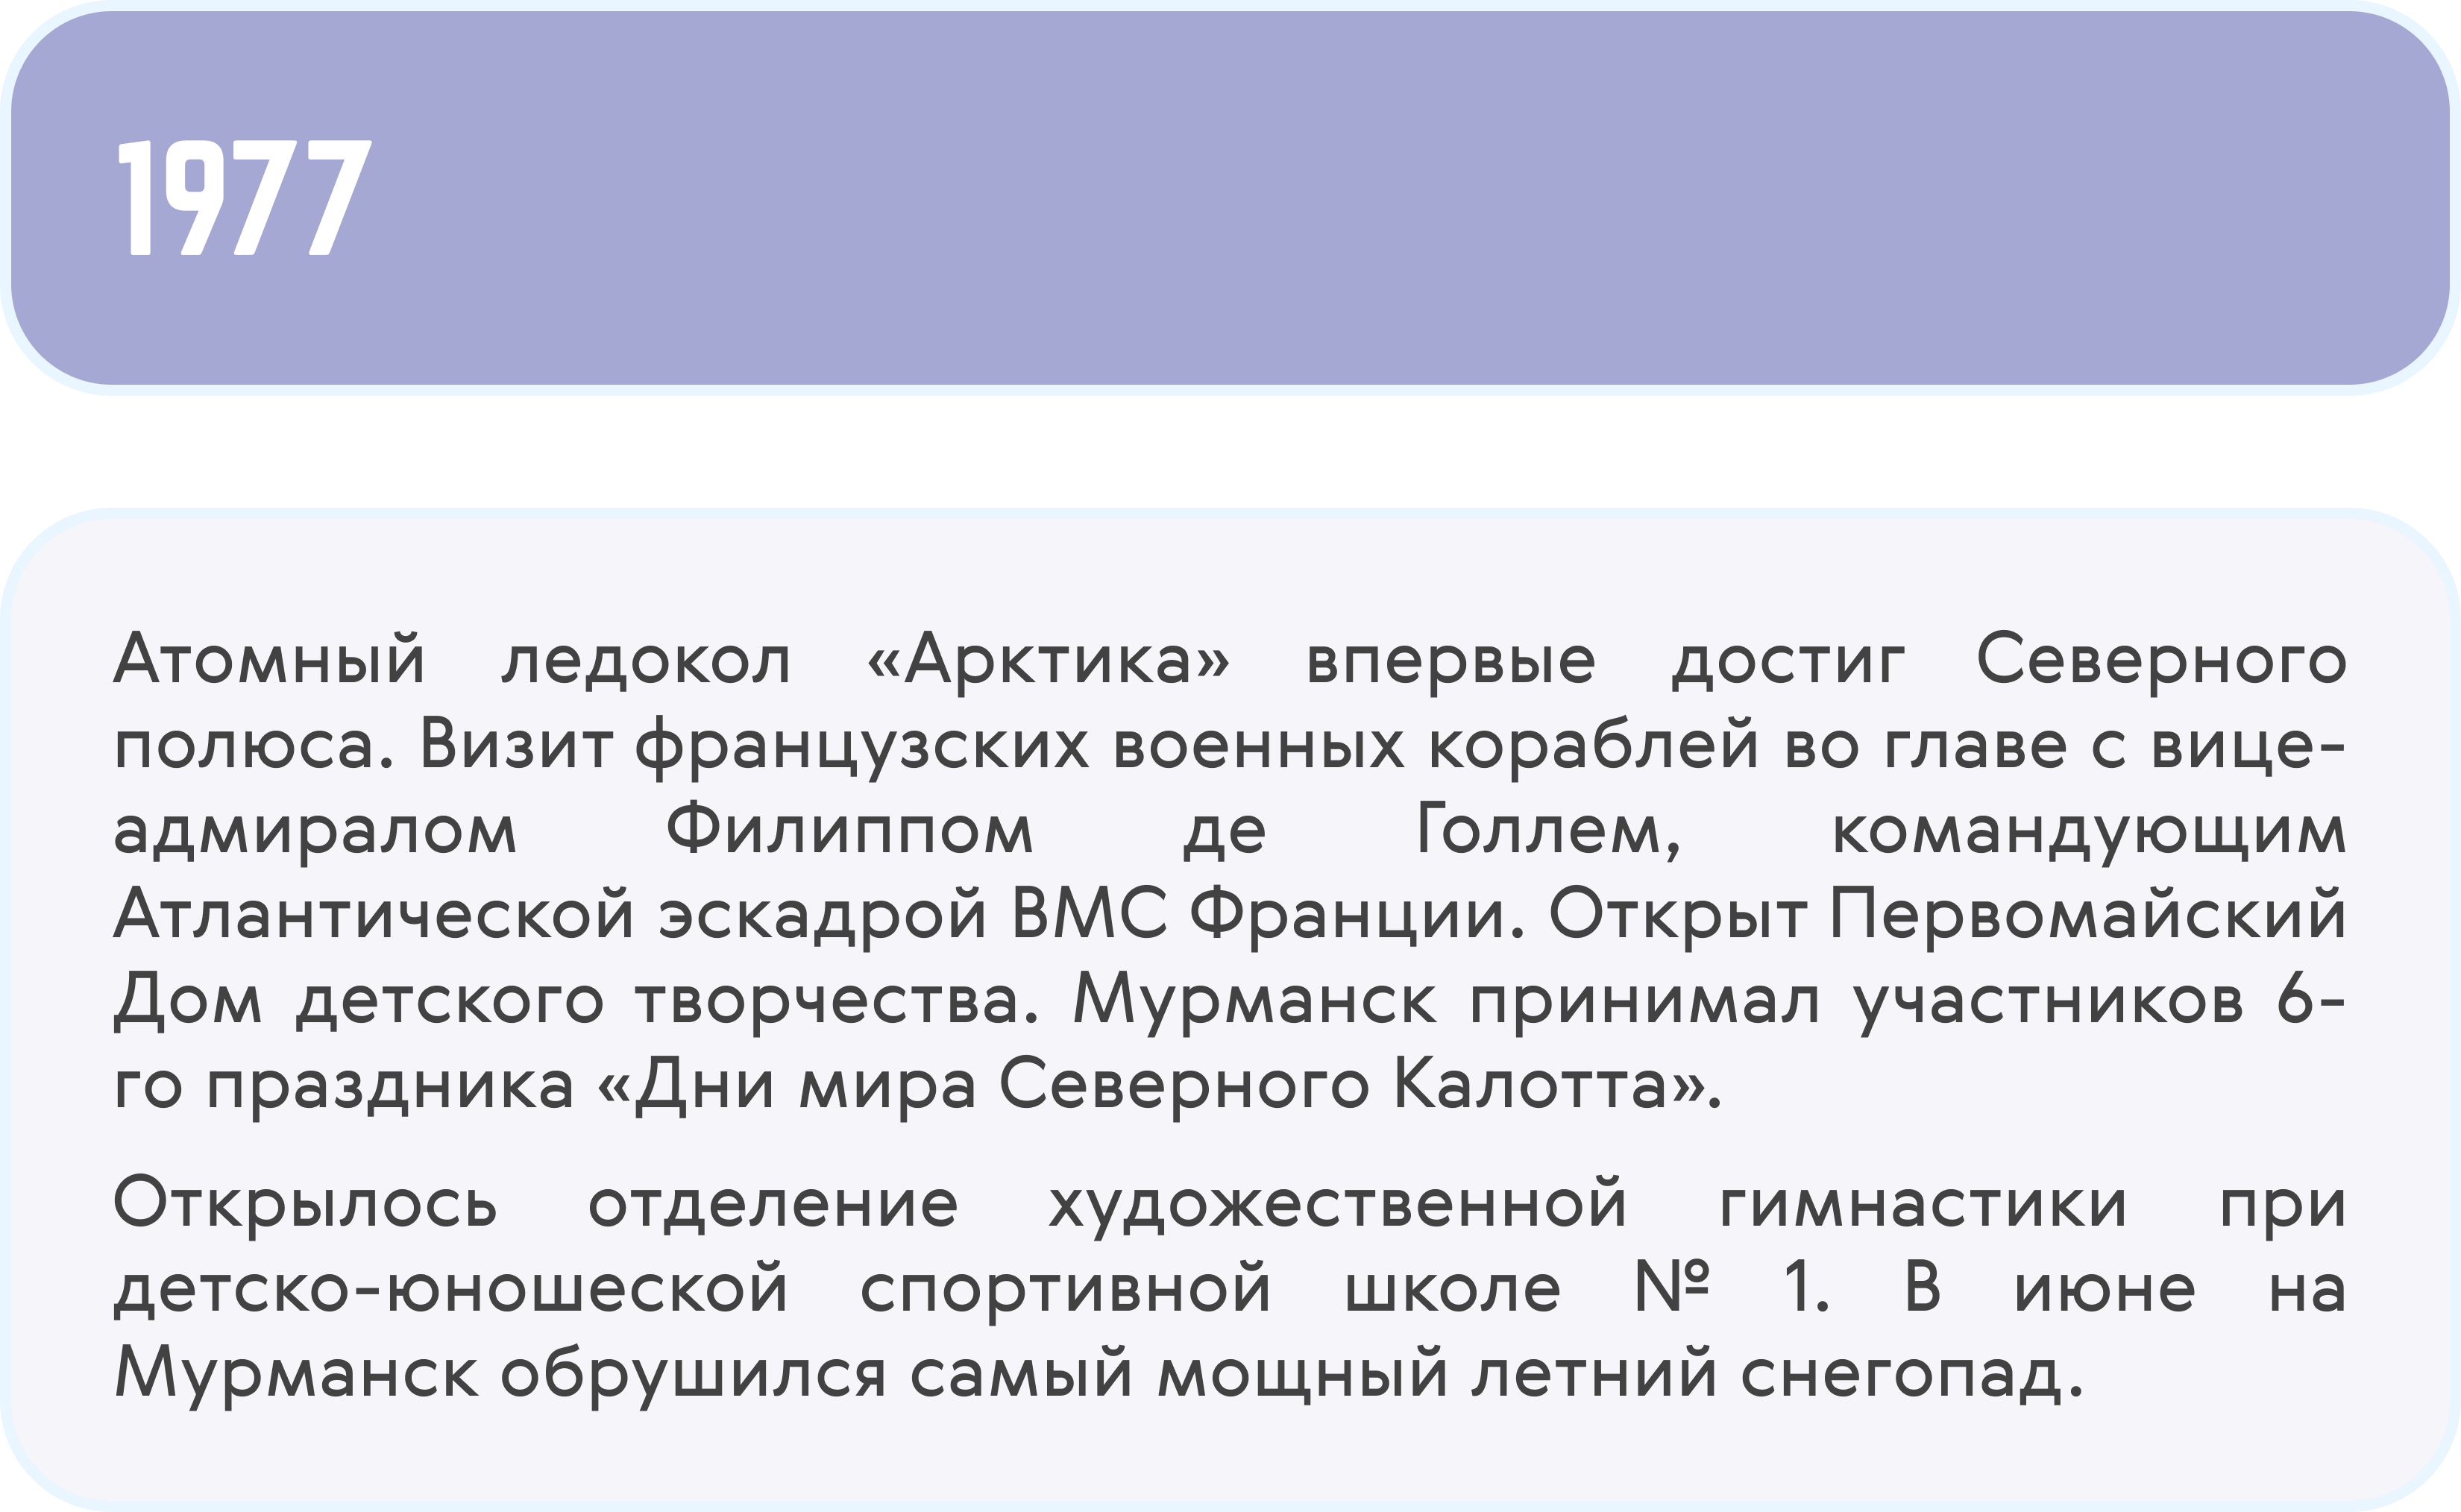 1977
Атомный ледокол «Арктика» впервые достиг Северного
полюса. Визит французских военных кораблей во главе с вице-
адмиралом Филиппом де Голлем, командующим
Атлантической эскадрой ВМС Франции. Открыт Первомайский
Дом детского творчества. Мурманск принимал участников 6-
го праздника «Дни мира Северного Калотта».
Открылось отделение художественной гимнастики при
детско-юношеской спортивной школе № 1. В июне на
Мурманск обрушился самый мощный летний снегопад.